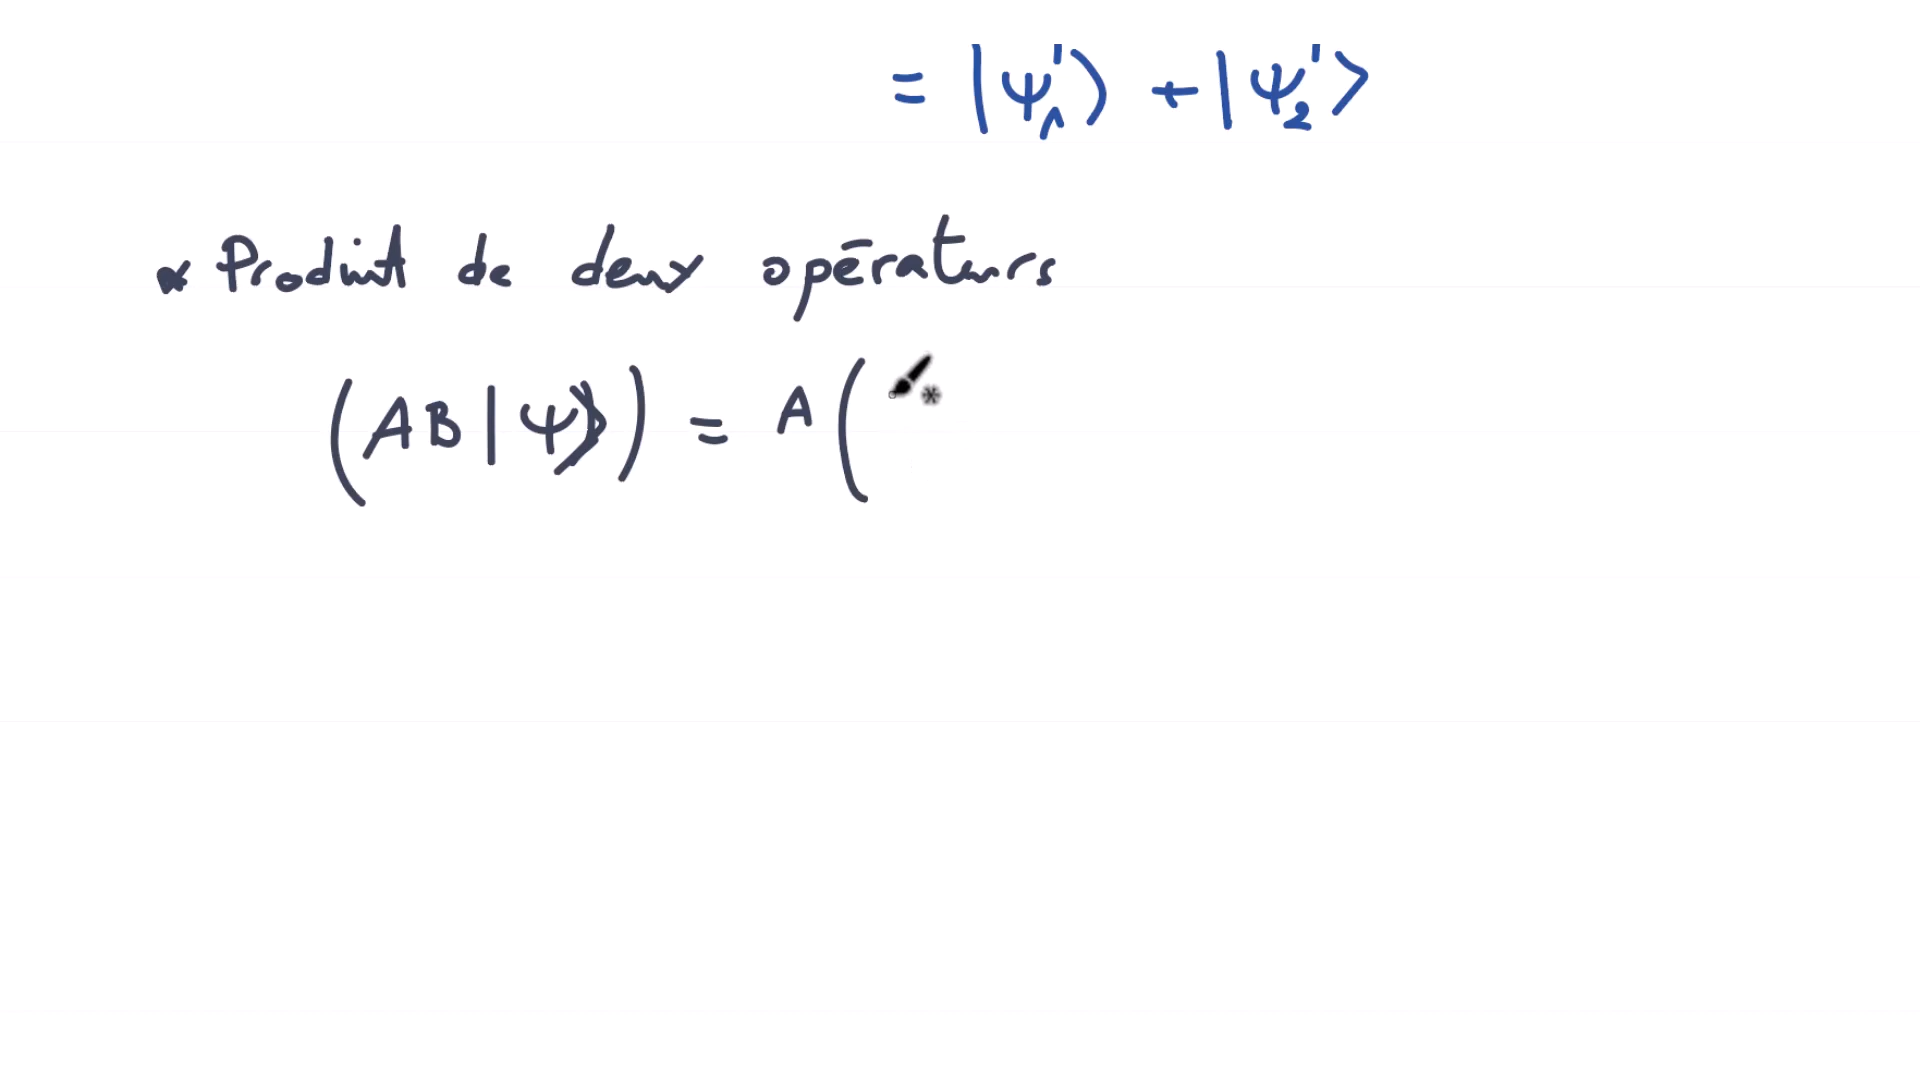 = |ψ'₁⟩ + |ψ'₂⟩
* Produit de deux opérateurs
(AB|ψ⟩) = A(